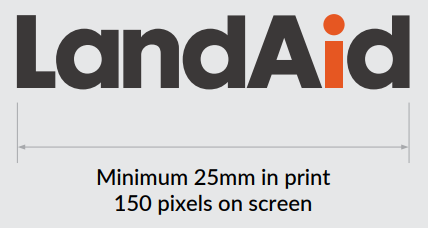 LandAid
Minimum 25mm in print
150 pixels on screen